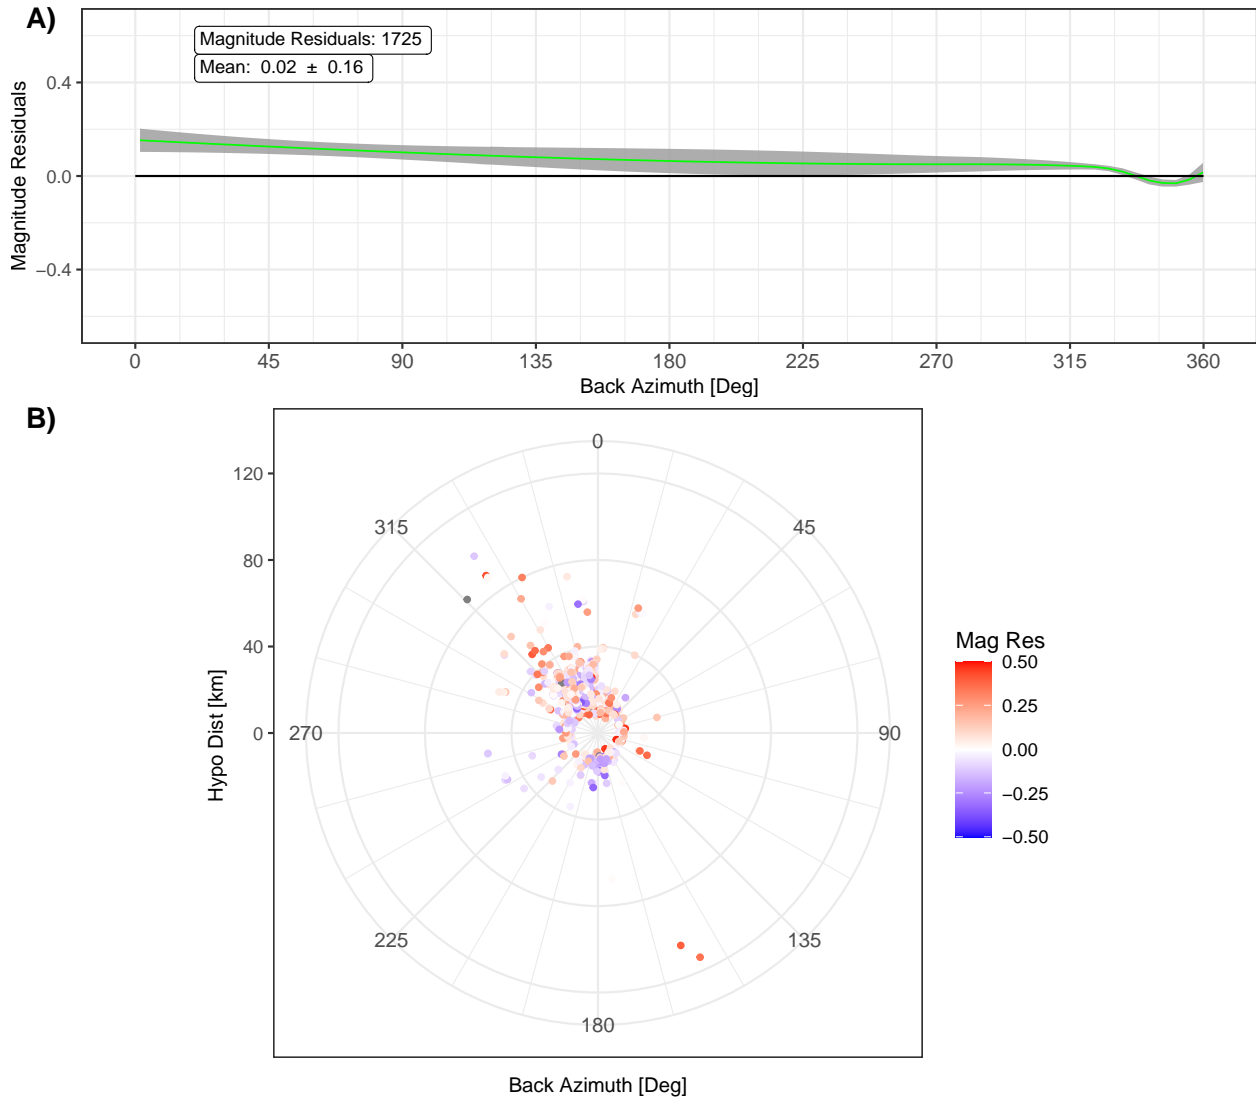 A)
Magnitude Residuals: 1725
Mean:  0.02  ±  0.16
Magnitude Residuals
0.4
0.0
−0.4
0 45 90 135 180 225 270 315 360
Back Azimuth [Deg]
B)
Hypo Dist [km]
120
80
40
0
0
45
90
135
180
225
270
315
Back Azimuth [Deg]
Mag Res
0.50
0.25
0.00
−0.25
−0.50